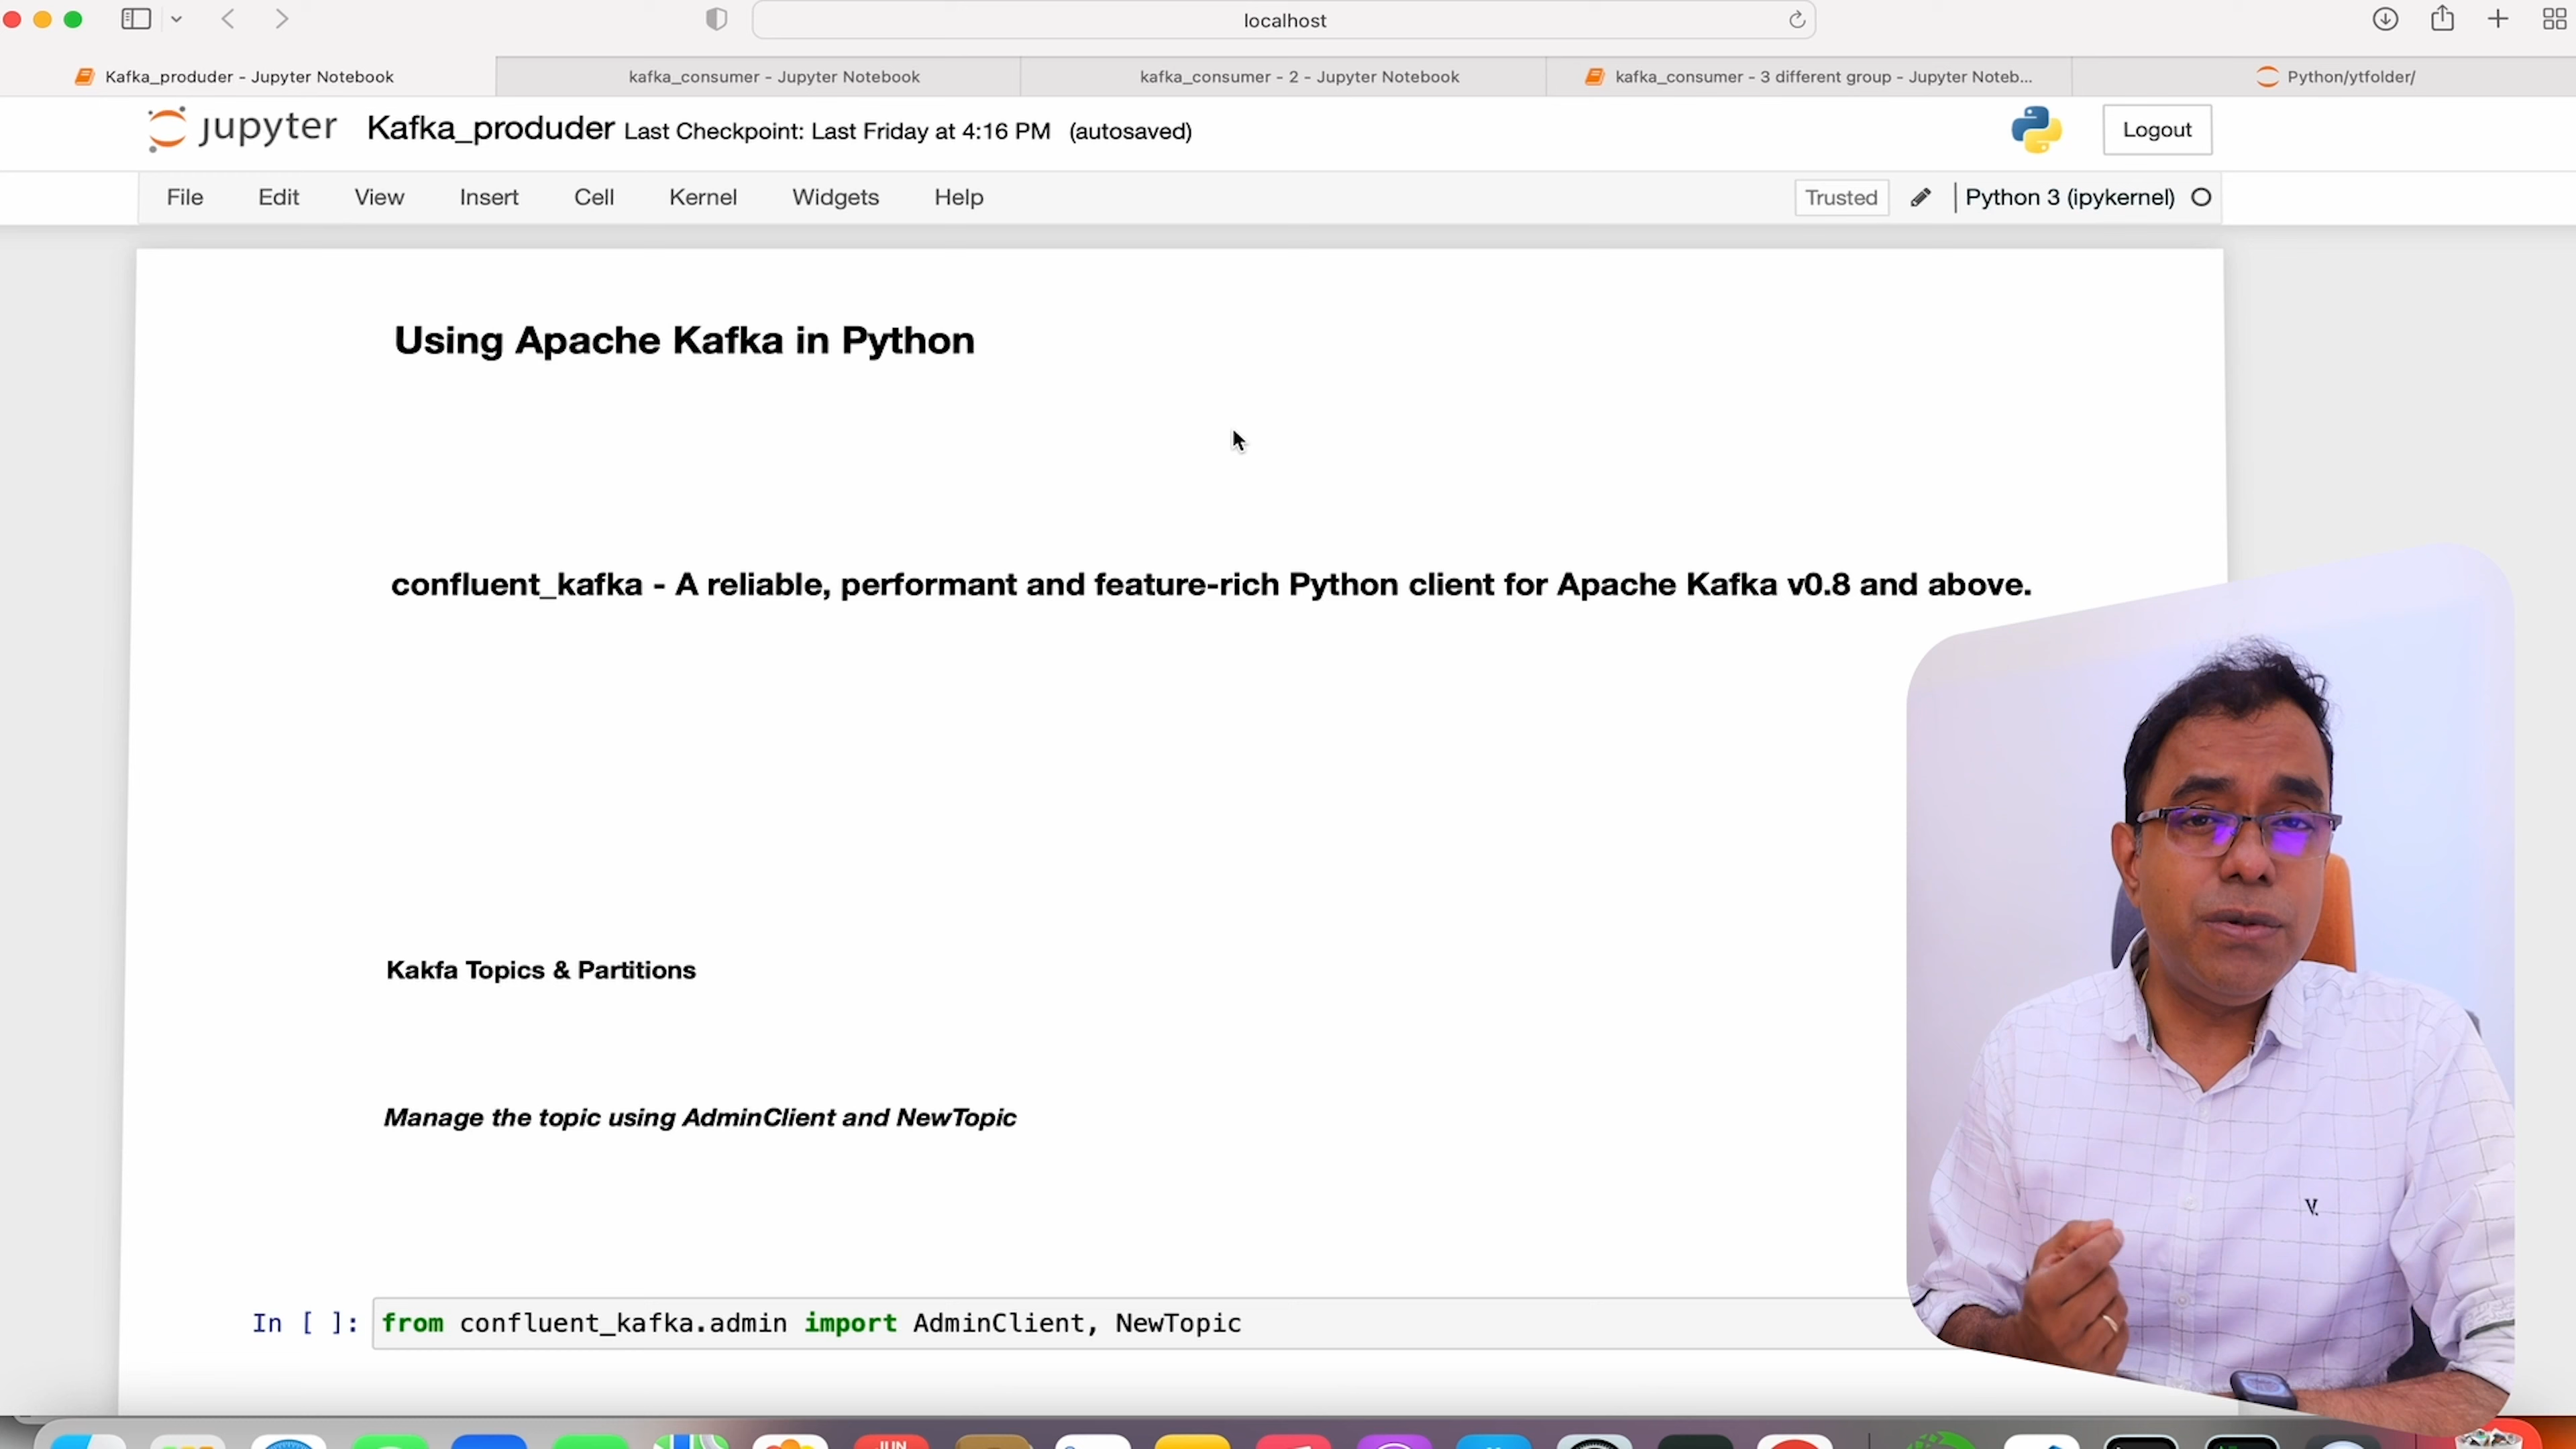 localhost
Kafka_produder - Jupyter Notebook
kafka_consumer - Jupyter Notebook
kafka_consumer - 2 - Jupyter Notebook
kafka_consumer - 3 different group - Jupyter Noteb...
Python/ytfolder/
jupyter Kafka_produder Last Checkpoint: Last Friday at 4:16 PM (autosaved)
Logout
File Edit View Insert Cell Kernel Widgets Help
Trusted
Python 3 (ipykernel)
Using Apache Kafka in Python
confluent_kafka - A reliable, performant and feature-rich Python client for Apache Kafka v0.8 and above.
Kakfa Topics & Partitions
Manage the topic using AdminClient and NewTopic
In [ ]: from confluent_kafka.admin import AdminClient, NewTopic
V.
JUN